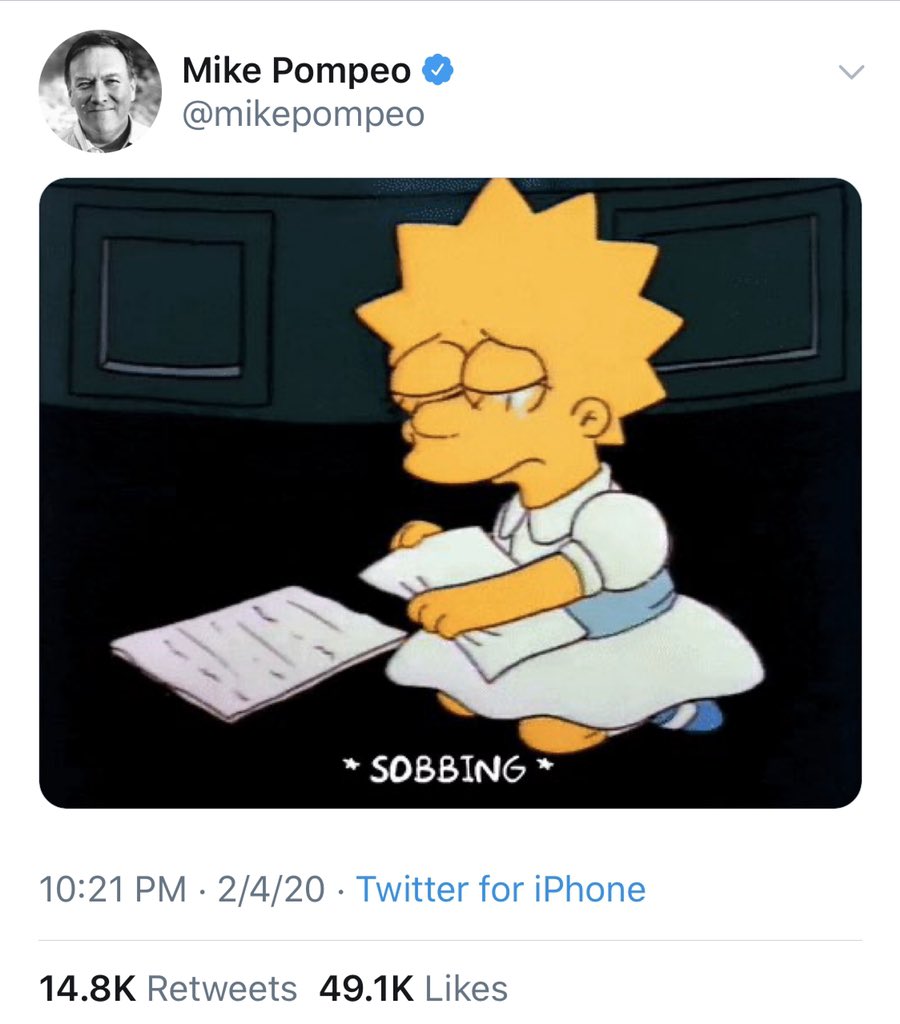 Mike Pompeo
@mikepompeo
* SOBBING *
10:21 PM · 2/4/20 · Twitter for iPhone
14.8K Retweets 49.1K Likes